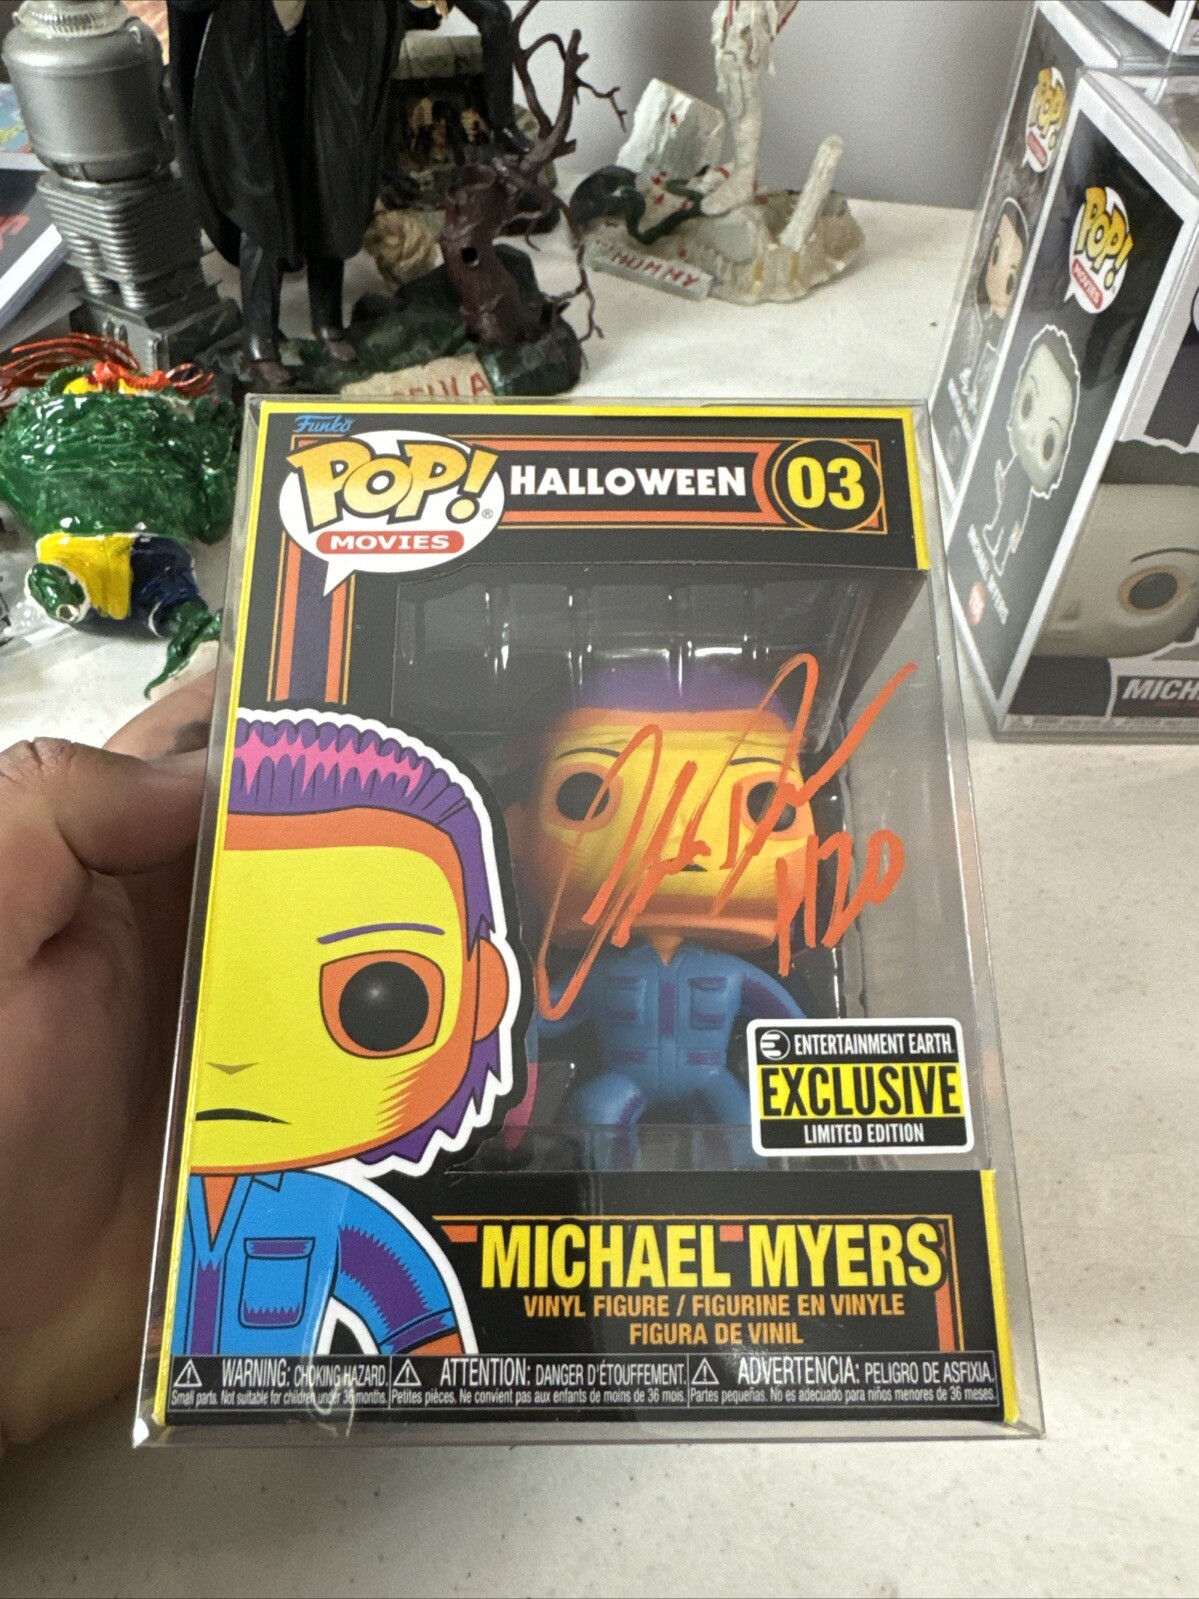 MUMMY
Funko
POP!
MOVIES
HALLOWEEN
03
H20
ENTERTAINMENT EARTH
EXCLUSIVE
LIMITED EDITION
MICHAEL MYERS
VINYL FIGURE / FIGURINE EN VINYLE
FIGURA DE VINIL
WARNING: CHOKING HAZARD.
Small parts. Not suitable for children under 36 months.
ATTENTION: DANGER D'ÉTOUFFEMENT.
Petites pièces. Ne convient pas aux enfants de moins de 36 mois.
ADVERTENCIA: PELIGRO DE ASFIXIA.
Partes pequeñas. No es adecuado para niños menores de 36 meses.
POP!
POP!
MOVIES
MICH